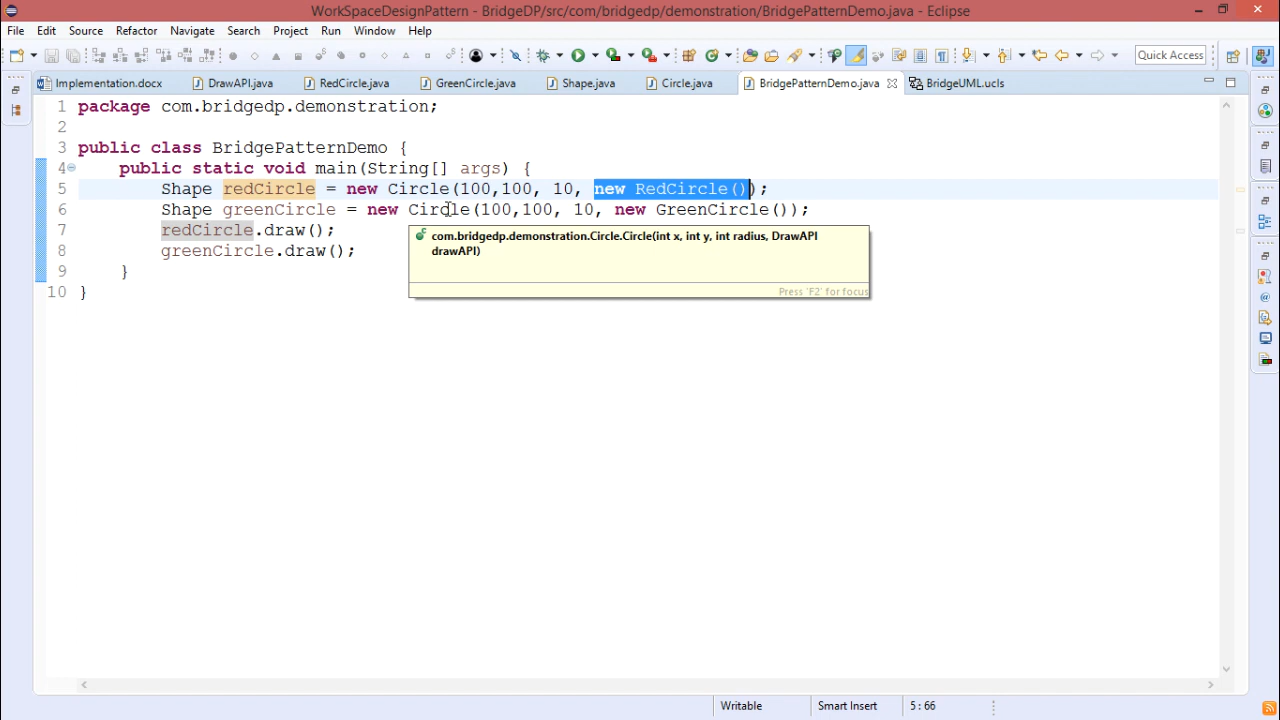 WorkSpaceDesignPattern - BridgeDP/src/com/bridgedp/demonstration/BridgePatternDemo.java - Eclipse
File Edit Source Refactor Navigate Search Project Run Window Help
Quick Access
Implementation.docx DrawAPI.java RedCircle.java GreenCircle.java Shape.java Circle.java BridgePatternDemo.java BridgeUML.ucls
1 package com.bridgedp.demonstration;
2
3 public class BridgePatternDemo {
4 public static void main(String[] args) {
5 Shape redCircle = new Circle(100,100, 10, new RedCircle());
6 Shape greenCircle = new Circle(100,100, 10, new GreenCircle());
7 redCircle.draw();
8 greenCircle.draw();
9 }
10 }
com.bridgedp.demonstration.Circle.Circle(int x, int y, int radius, DrawAPI
drawAPI)
Press 'F2' for focus
Writable Smart Insert 5 : 66